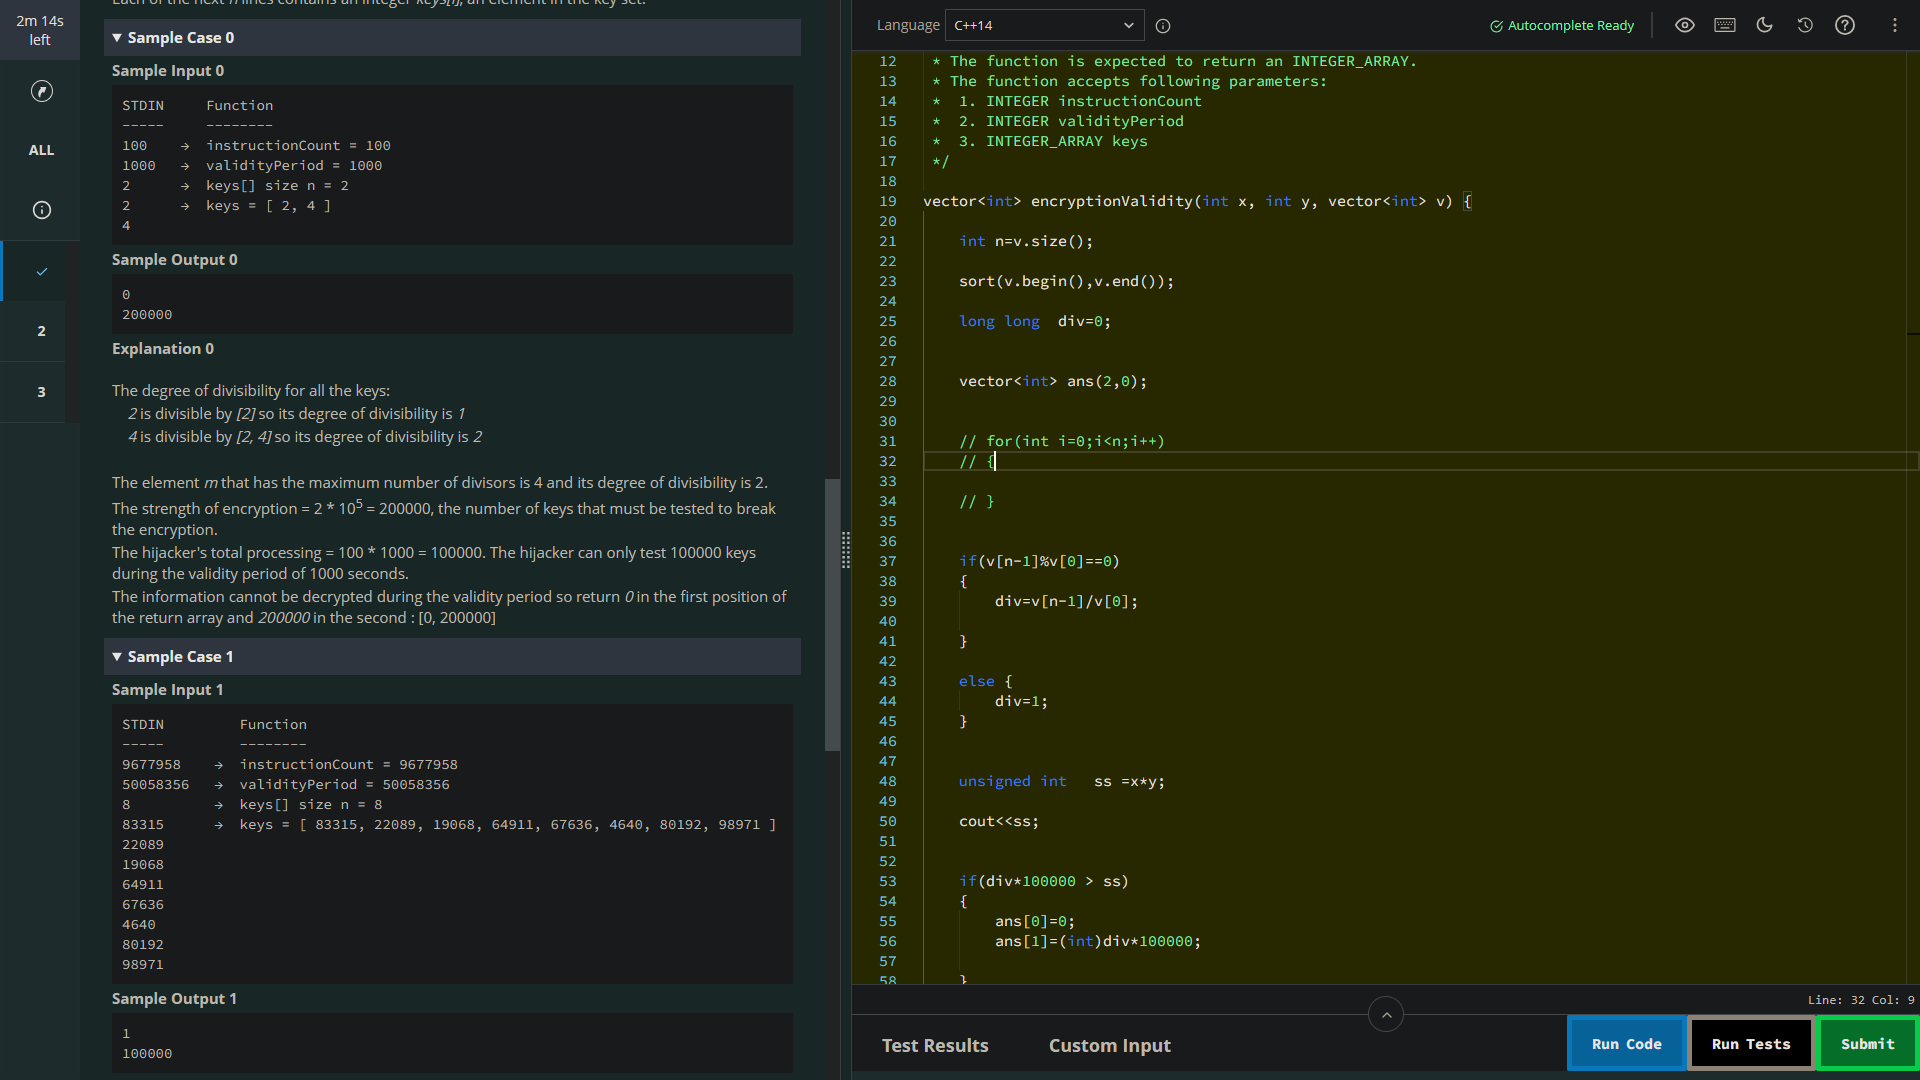 2m 14s
left
ALL
2
3
Each of the next n lines contains an integer keys[i], an element in the key set.
▼ Sample Case 0
Sample Input 0
STDIN     Function
-----     --------
100    →  instructionCount = 100
1000   →  validityPeriod = 1000
2      →  keys[] size n = 2
2      →  keys = [ 2, 4 ]
4
Sample Output 0
0
200000
Explanation 0
The degree of divisibility for all the keys:
2 is divisible by [2] so its degree of divisibility is 1
4 is divisible by [2, 4] so its degree of divisibility is 2
The element m that has the maximum number of divisors is 4 and its degree of divisibility is 2.
The strength of encryption = 2 * 10⁵ = 200000, the number of keys that must be tested to break
the encryption.
The hijacker's total processing = 100 * 1000 = 100000. The hijacker can only test 100000 keys
during the validity period of 1000 seconds.
The information cannot be decrypted during the validity period so return 0 in the first position of
the return array and 200000 in the second : [0, 200000]
▼ Sample Case 1
Sample Input 1
STDIN         Function
-----         --------
9677958    →  instructionCount = 9677958
50058356   →  validityPeriod = 50058356
8          →  keys[] size n = 8
83315      →  keys = [ 83315, 22089, 19068, 64911, 67636, 4640, 80192, 98971 ]
22089
19068
64911
67636
4640
80192
98971
Sample Output 1
1
100000
Language C++14
Autocomplete Ready
12 * The function is expected to return an INTEGER_ARRAY.
13 * The function accepts following parameters:
14 *  1. INTEGER instructionCount
15 *  2. INTEGER validityPeriod
16 *  3. INTEGER_ARRAY keys
17 */
18
19 vector<int> encryptionValidity(int x, int y, vector<int> v) {
20
21     int n=v.size();
22
23     sort(v.begin(),v.end());
24
25     long long  div=0;
26
27
28     vector<int> ans(2,0);
29
30
31     // for(int i=0;i<n;i++)
32     // {
33
34     // }
35
36
37     if(v[n-1]%v[0]==0)
38     {
39         div=v[n-1]/v[0];
40
41     }
42
43     else {
44         div=1;
45     }
46
47
48     unsigned int   ss =x*y;
49
50     cout<<ss;
51
52
53     if(div*100000 > ss)
54     {
55         ans[0]=0;
56         ans[1]=(int)div*100000;
57
58     }
Line: 32 Col: 9
Test Results
Custom Input
Run Code
Run Tests
Submit